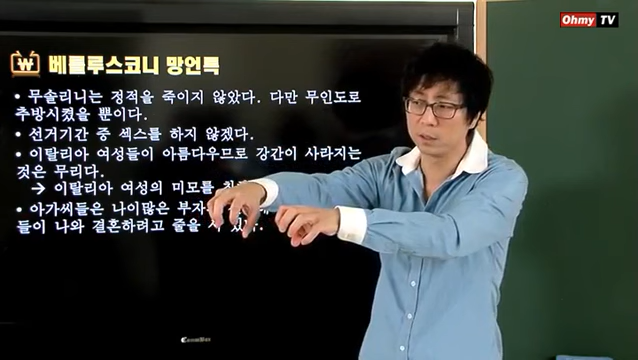 Ohmy TV
₩ 베를루스코니 망언록
• 무솔리니는 정적을 죽이지 않았다. 다만 무인도로
추방시켰을 뿐이다.
• 선거기간 중 섹스를 하지 않겠다.
• 이탈리아 여성들이 아름다우므로 강간이 사라지는
것은 무리다.
→ 이탈리아 여성의 미모를
• 아가씨들은 나이많은 부자
들이 나와 결혼하려고 줄을 있다.